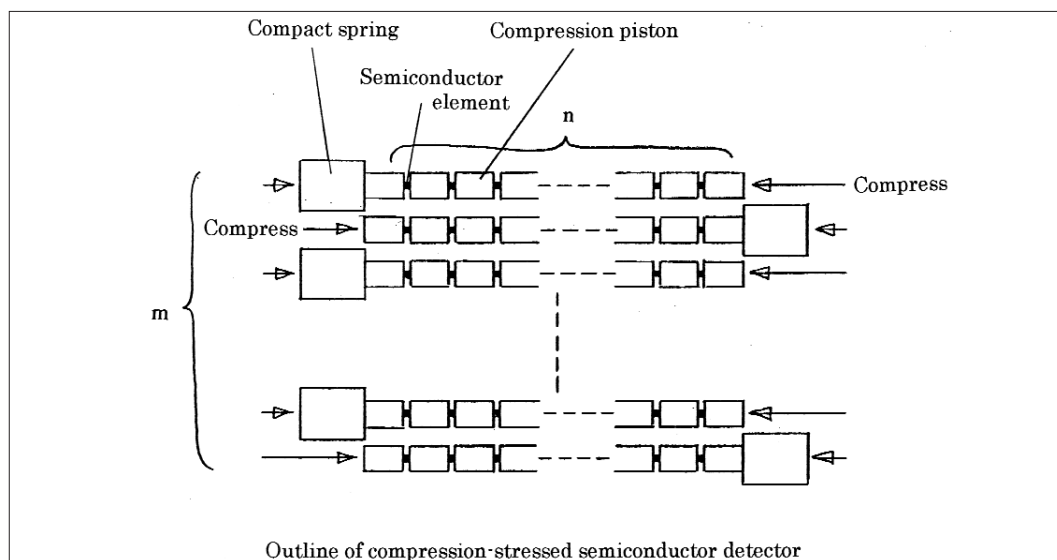 Compact spring
Compression piston
Semiconductor
element
n
Compress
Compress
m
Outline of compression-stressed semiconductor detector